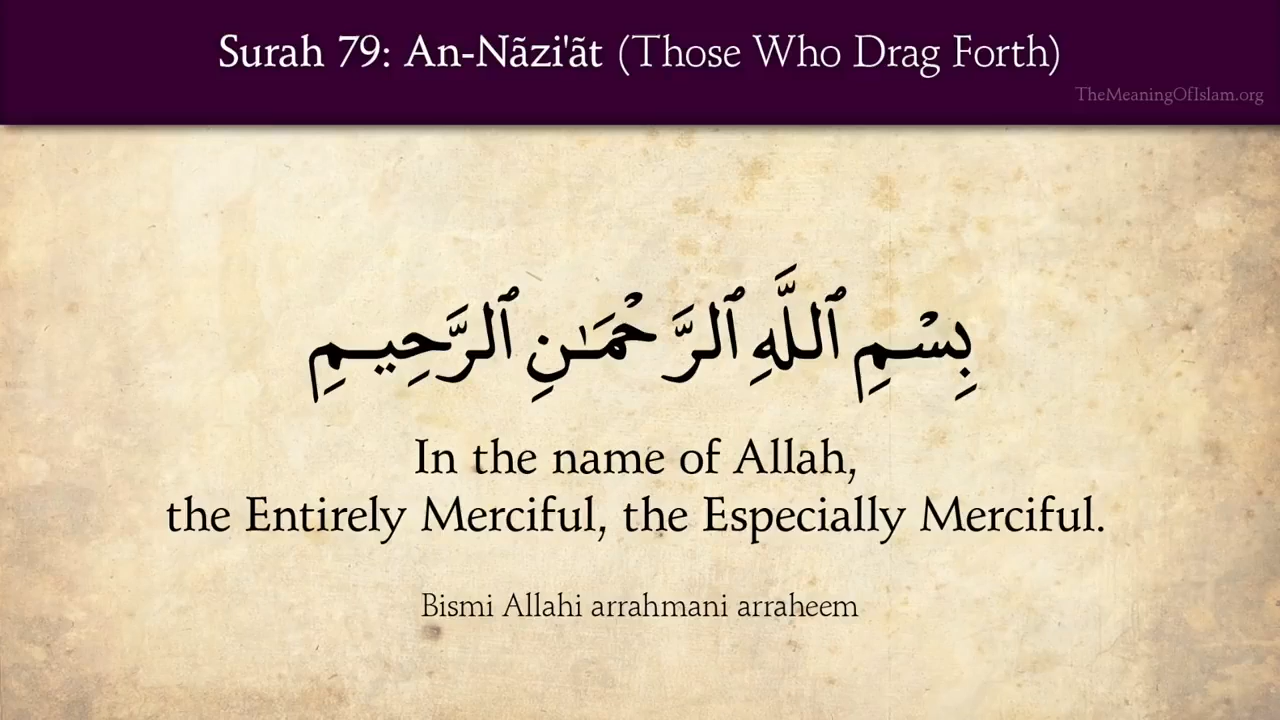 Surah 79: An-Nãzi'ãt (Those Who Drag Forth)
TheMeaningOfIslam.org
بِسْمِ ٱللَّهِ ٱلرَّحْمَـٰنِ ٱلرَّحِيمِ
In the name of Allah,
the Entirely Merciful, the Especially Merciful.
Bismi Allahi arrahmani arraheem